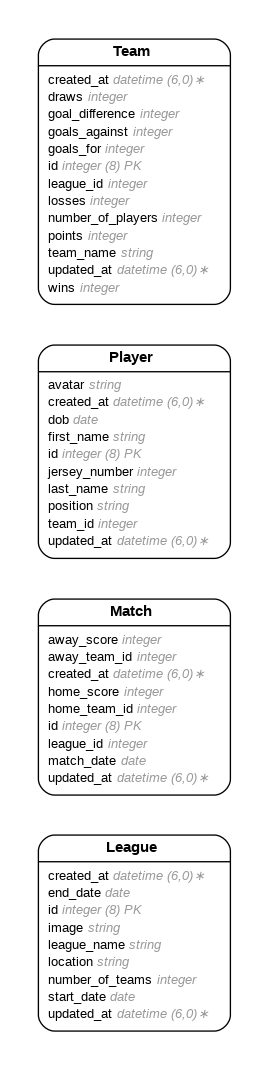 Team
created_at datetime (6,0) ∗
draws integer
goal_difference integer
goals_against integer
goals_for integer
id integer (8) PK
league_id integer
losses integer
number_of_players integer
points integer
team_name string
updated_at datetime (6,0) ∗
wins integer
Player
avatar string
created_at datetime (6,0) ∗
dob date
first_name string
id integer (8) PK
jersey_number integer
last_name string
position string
team_id integer
updated_at datetime (6,0) ∗
Match
away_score integer
away_team_id integer
created_at datetime (6,0) ∗
home_score integer
home_team_id integer
id integer (8) PK
league_id integer
match_date date
updated_at datetime (6,0) ∗
League
created_at datetime (6,0) ∗
end_date date
id integer (8) PK
image string
league_name string
location string
number_of_teams integer
start_date date
updated_at datetime (6,0) ∗